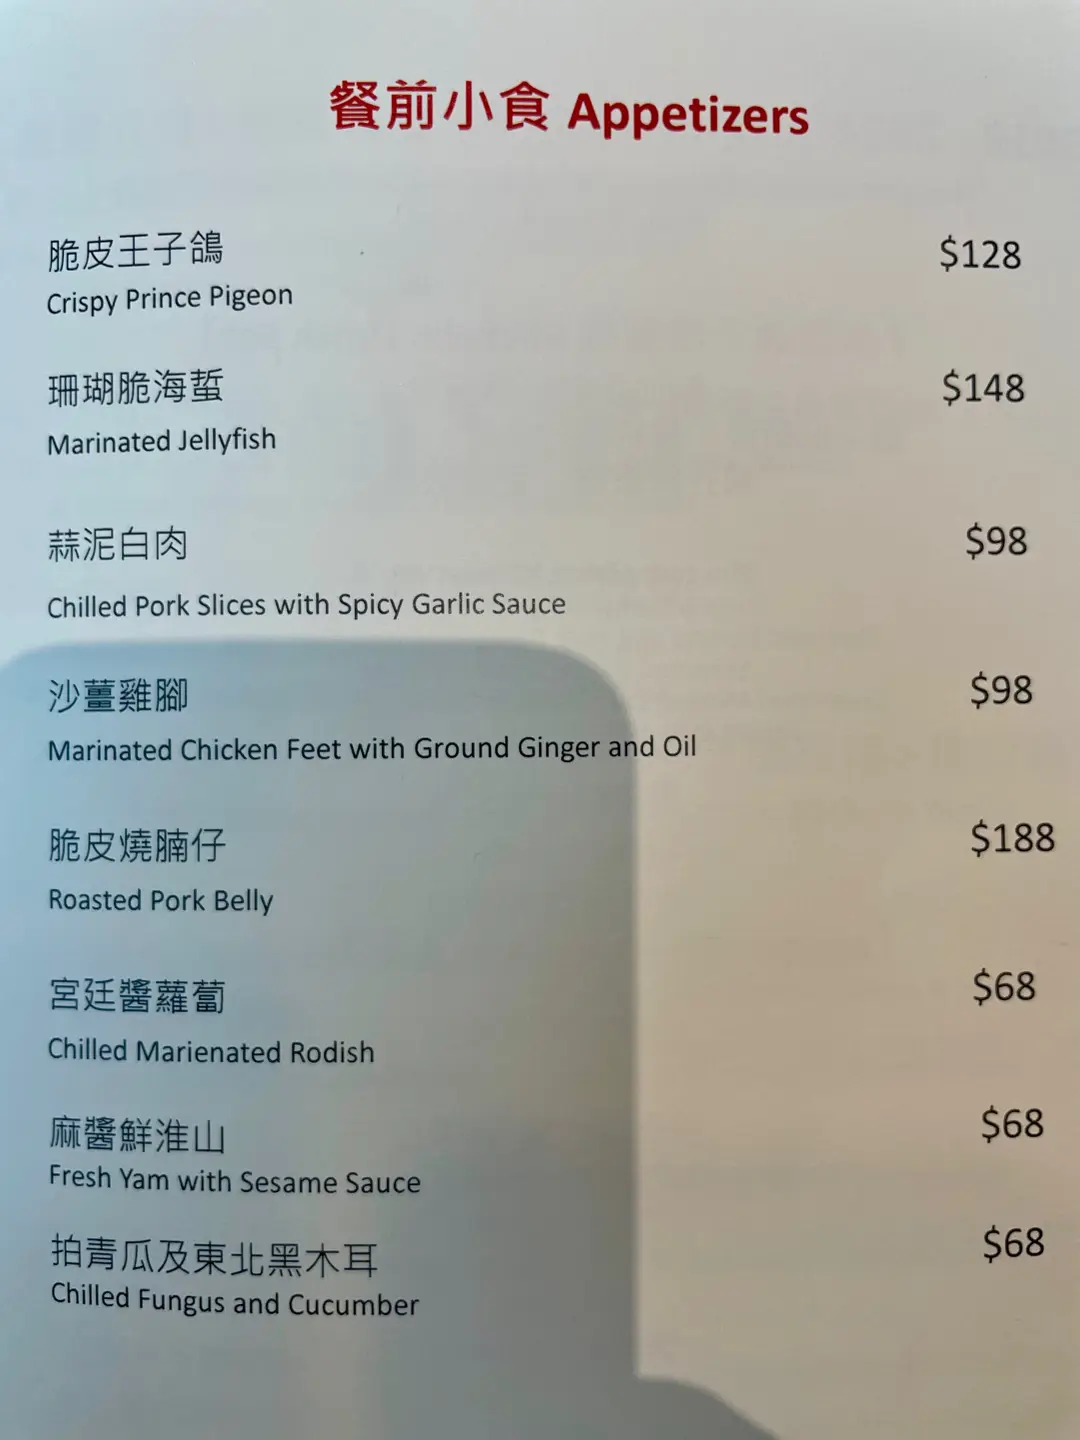 餐前小食 Appetizers
脆皮王子鴿 $128
Crispy Prince Pigeon
珊瑚脆海蜇 $148
Marinated Jellyfish
蒜泥白肉 $98
Chilled Pork Slices with Spicy Garlic Sauce
沙薑雞腳 $98
Marinated Chicken Feet with Ground Ginger and Oil
脆皮燒腩仔 $188
Roasted Pork Belly
宮廷醬蘿蔔 $68
Chilled Marienated Rodish
麻醬鮮淮山 $68
Fresh Yam with Sesame Sauce
拍青瓜及東北黑木耳 $68
Chilled Fungus and Cucumber